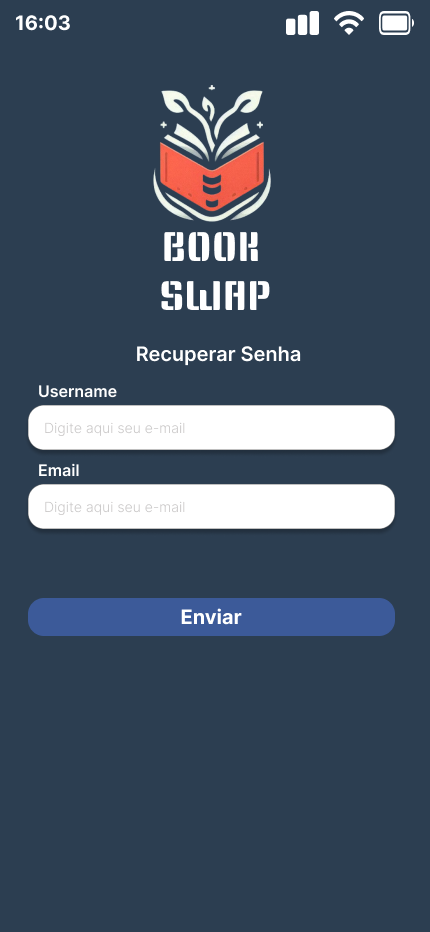 16:03
BOOK
SWAP
Recuperar Senha
Username
Digite aqui seu e-mail
Email
Digite aqui seu e-mail
Enviar